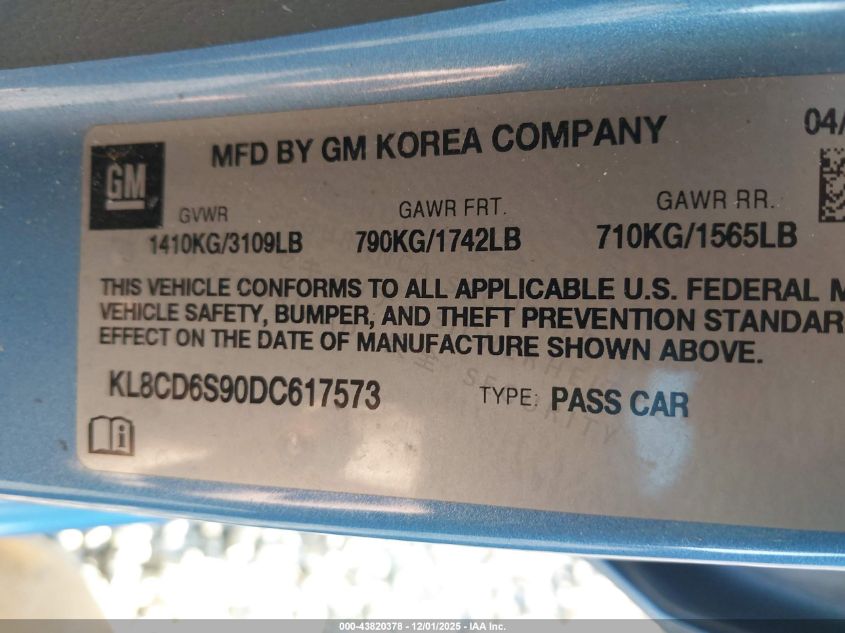 MFD BY GM KOREA COMPANY
04/
GM
GVWR GAWR FRT. GAWR RR.
1410KG/3109LB 790KG/1742LB 710KG/1565LB
THIS VEHICLE CONFORMS TO ALL APPLICABLE U.S. FEDERAL M
VEHICLE SAFETY, BUMPER, AND THEFT PREVENTION STANDAR
EFFECT ON THE DATE OF MANUFACTURE SHOWN ABOVE.
KL8CD6S90DC617573 TYPE: PASS CAR
000-43820378 - 12/01/2025 - IAA Inc.